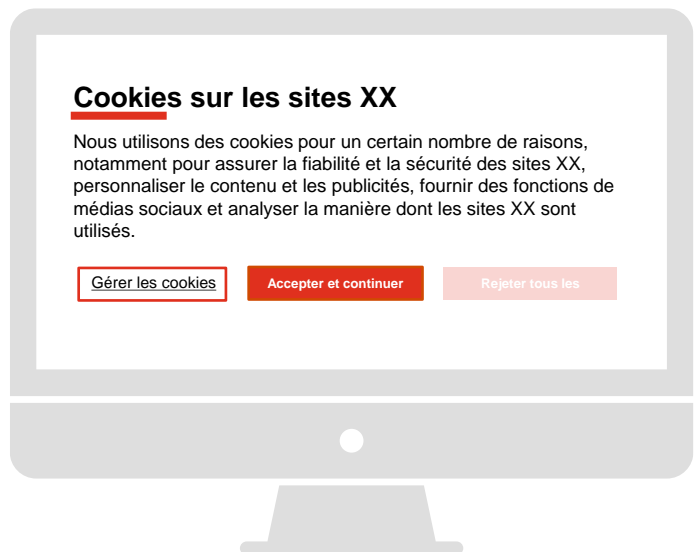 Cookies sur les sites XX
Nous utilisons des cookies pour un certain nombre de raisons,
notamment pour assurer la fiabilité et la sécurité des sites XX,
personnaliser le contenu et les publicités, fournir des fonctions de
médias sociaux et analyser la manière dont les sites XX sont
utilisés.
Gérer les cookies Accepter et continuer Rejeter tous les